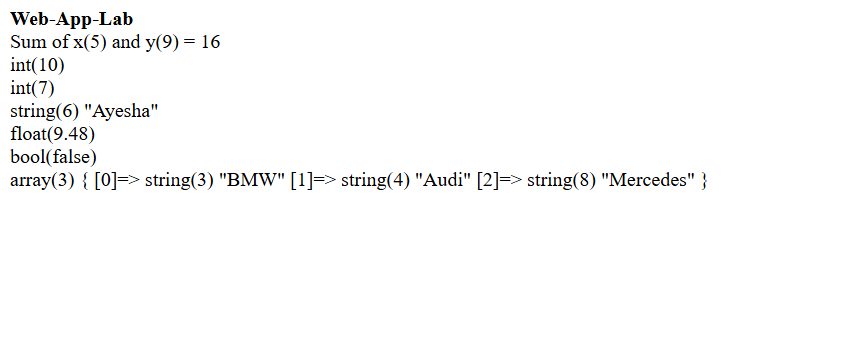 Web-App-Lab
Sum of x(5) and y(9) = 16
int(10)
int(7)
string(6) "Ayesha"
float(9.48)
bool(false)
array(3) { [0]=> string(3) "BMW" [1]=> string(4) "Audi" [2]=> string(8) "Mercedes" }